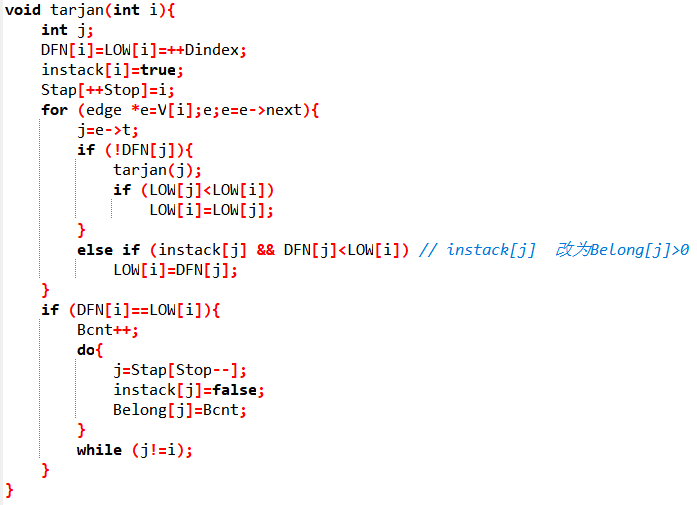 void tarjan(int i){
    int j;
    DFN[i]=LOW[i]=++Dindex;
    instack[i]=true;
    Stap[++Stop]=i;
    for (edge *e=V[i];e;e=e->next){
        j=e->t;
        if (!DFN[j]){
            tarjan(j);
            if (LOW[j]<LOW[i])
                LOW[i]=LOW[j];
        }
        else if (instack[j] && DFN[j]<LOW[i]) // instack[j]  改为Belong[j]>0
            LOW[i]=DFN[j];
    }
    if (DFN[i]==LOW[i]){
        Bcnt++;
        do{
            j=Stap[Stop--];
            instack[j]=false;
            Belong[j]=Bcnt;
        }
        while (j!=i);
    }
}